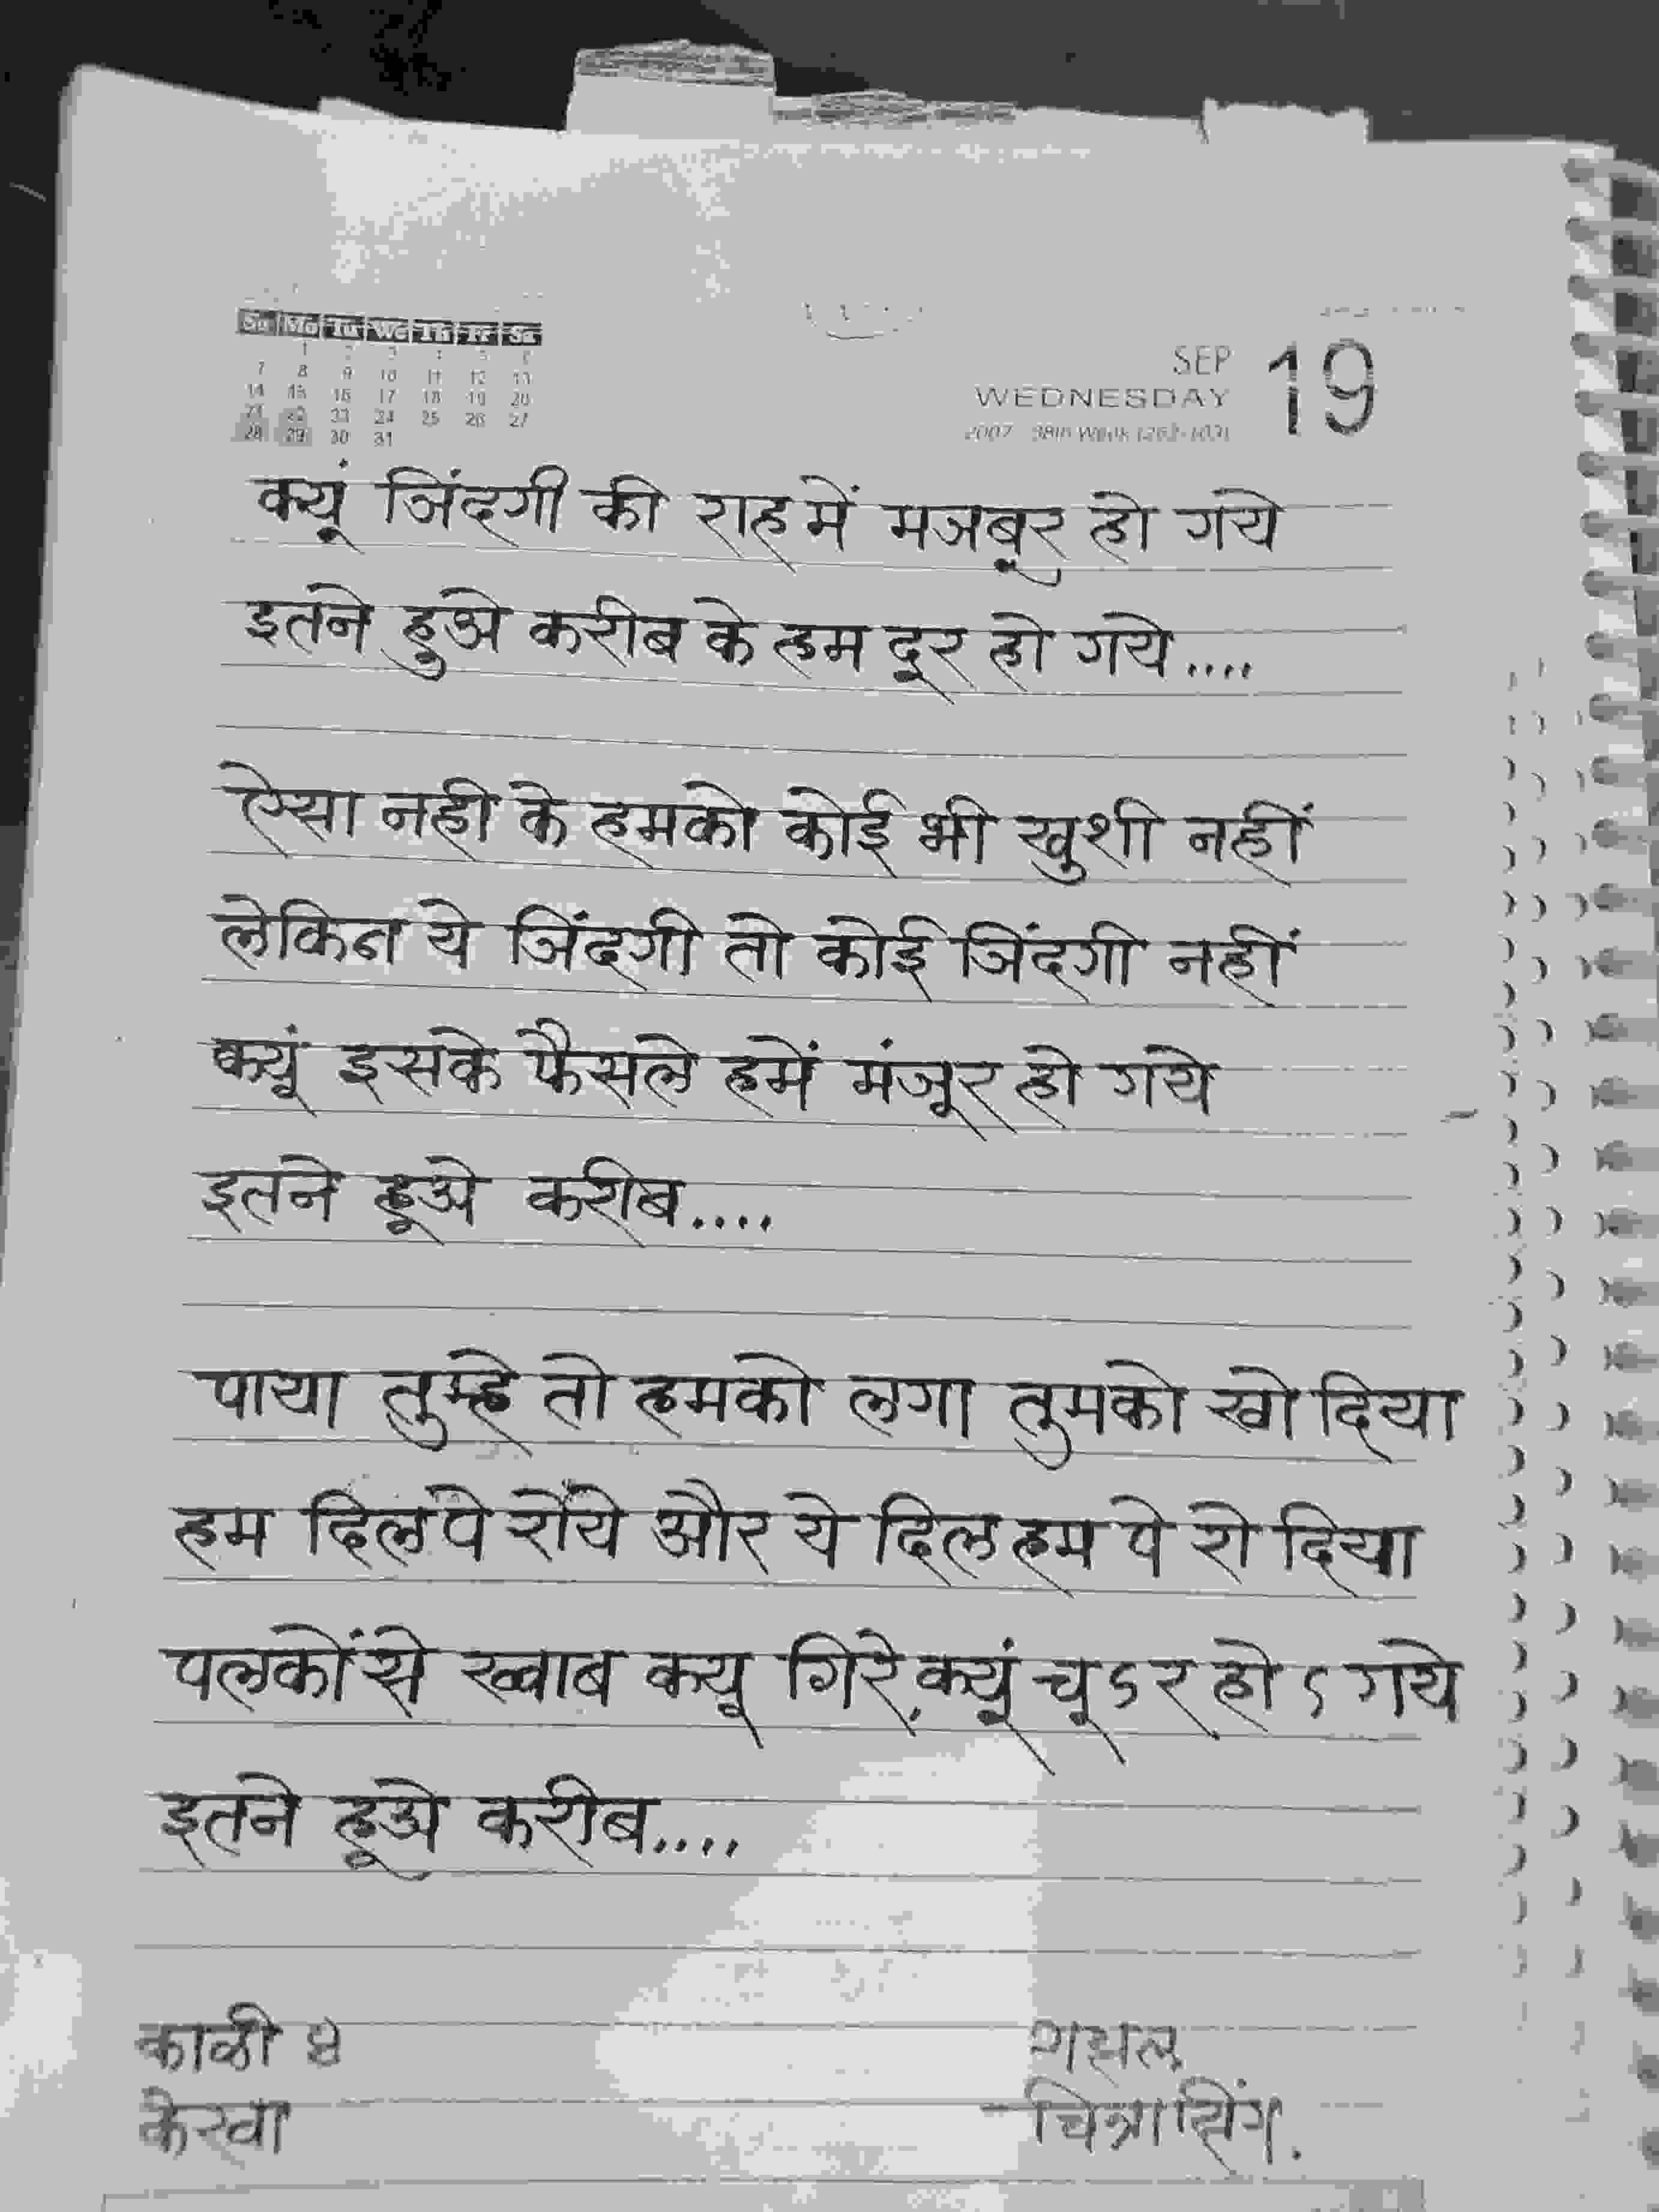 Su Mo Tu We Th Fr Sa
1 2 3 4 5 6
7 8 9 10 11 12 13
14 15 16 17 18 19 20
21 22 23 24 25 26 27
28 29 30 31
SEP 19
WEDNESDAY
2007 38th Week
क्यूं जिंदगी की राह में मजबूर हो गये
इतने हुअे करीब के हम दूर हो गये....
ऐसा नही के हमको कोई भी खुशी नहीं
लेकिन ये जिंदगी तो कोई जिंदगी नहीं
क्यूं इसके फैसले हमें मंजूर हो गये
इतने हूअे करीब....
पाया तुम्हे तो हमको लगा तुमको खो दिया
हम दिल पे रोये और ये दिल हम पे रो दिया
पलकों से ख्वाब क्यू गिरे, क्यूं चूऽर हो ऽ गये
इतने हूअे करीब....
काळी 8 गझल
केरवा चित्रासिंग.